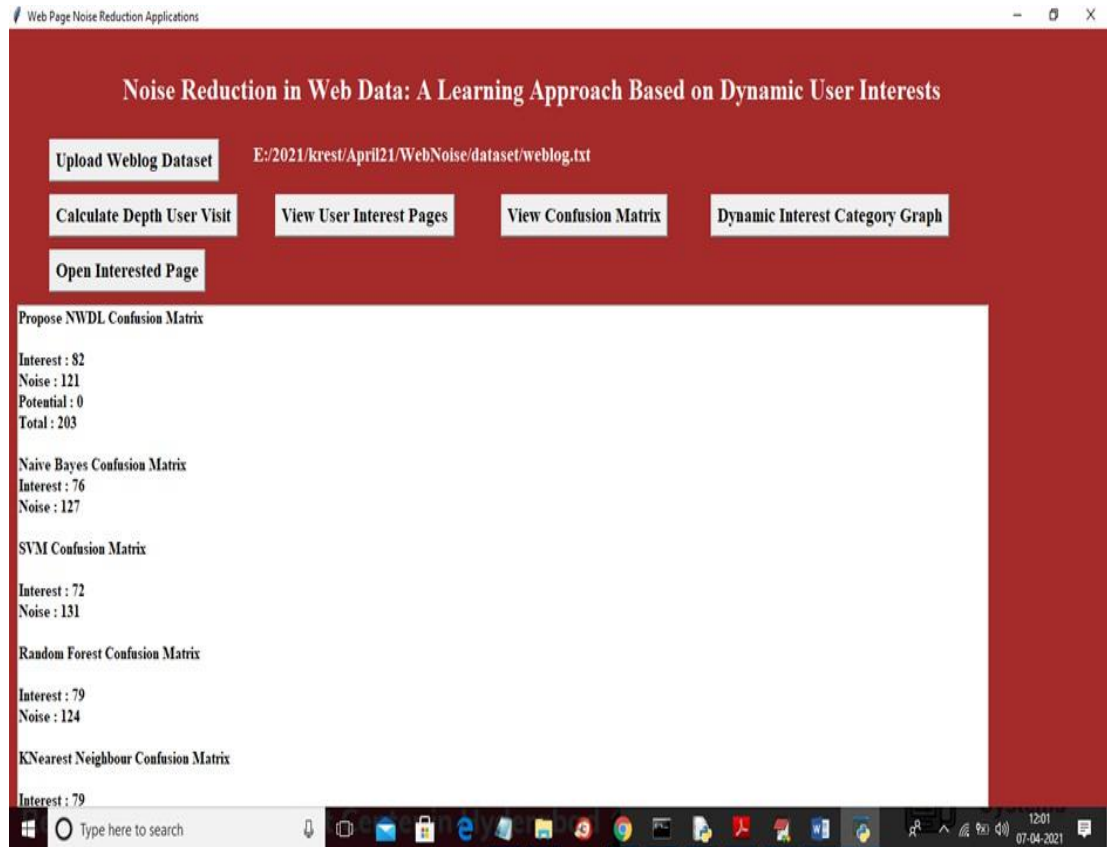 Web Page Noise Reduction Applications
Noise Reduction in Web Data: A Learning Approach Based on Dynamic User Interests
Upload Weblog Dataset E:/2021/krest/April21/WebNoise/dataset/weblog.txt
Calculate Depth User Visit View User Interest Pages View Confusion Matrix Dynamic Interest Category Graph
Open Interested Page
Propose NWDL Confusion Matrix
Interest : 82
Noise : 121
Potential : 0
Total : 203
Naive Bayes Confusion Matrix
Interest : 76
Noise : 127
SVM Confusion Matrix
Interest : 72
Noise : 131
Random Forest Confusion Matrix
Interest : 79
Noise : 124
KNearest Neighbour Confusion Matrix
Interest : 79
Type here to search
12:01
07-04-2021